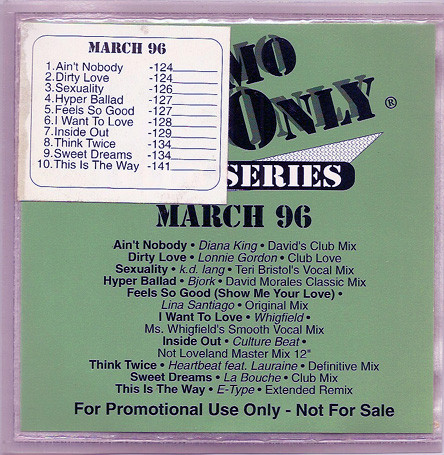 MARCH 96
1.Ain't Nobody -124
2.Dirty Love -124
3.Sexuality -126
4.Hyper Ballad -127
5.Feels So Good -127
6.I Want To Love -128
7.Inside Out -129
8.Think Twice -134
9.Sweet Dreams -134
10.This Is The Way -141
MO
ONLY ®
SERIES
MARCH 96
Ain't Nobody • Diana King • David's Club Mix
Dirty Love • Lonnie Gordon • Club Love
Sexuality • k.d. lang • Teri Bristol's Vocal Mix
Hyper Ballad • Bjork • David Morales Classic Mix
Feels So Good (Show Me Your Love) •
Lina Santiago • Original Mix
I Want To Love • Whigfield •
Ms. Whigfield's Smooth Vocal Mix
Inside Out • Culture Beat •
Not Loveland Master Mix 12"
Think Twice • Heartbeat feat. Lauraine • Definitive Mix
Sweet Dreams • La Bouche • Club Mix
This Is The Way • E-Type • Extended Remix
For Promotional Use Only - Not For Sale